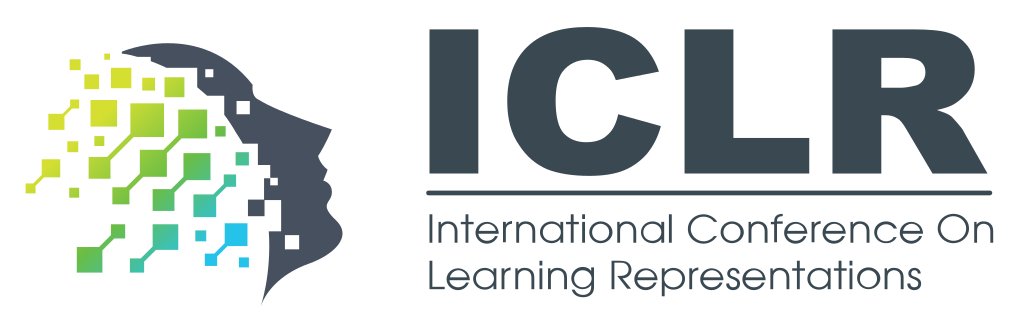 ICLR
International Conference On
Learning Representations